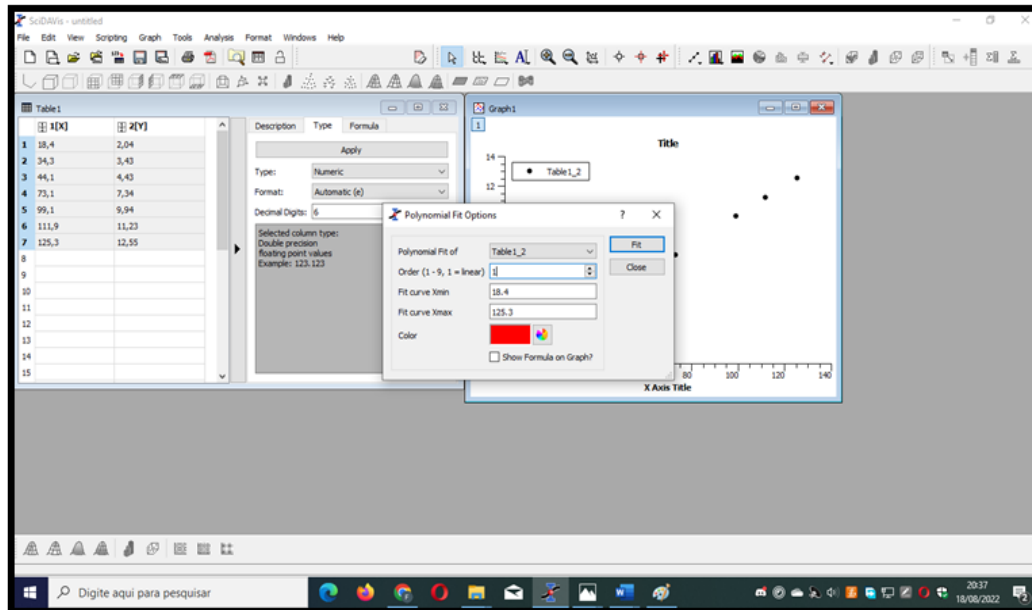 SciDAVis - untitled
File Edit View Scripting Graph Tools Analysis Format Windows Help
Table1
1[X] 2[Y]
1 18,4 2,04
2 34,3 3,43
3 44,1 4,43
4 73,1 7,34
5 99,1 9,94
6 111,9 11,23
7 125,3 12,55
8
9
10
11
12
13
14
15
Description Type Formula
Apply
Type: Numeric
Format: Automatic (e)
Decimal Digits: 6
Selected column type:
Double precision
floating point values
Example: 123.123
Graph1
1
Title
14
Table1_2
12
80 100 120 140
X Axis Title
Polynomial Fit Options ? X
Polynomial Fit of Table1_2
Fit
Order (1 - 9, 1 = linear) 1
Close
Fit curve Xmin 18.4
Fit curve Xmax 125.3
Color
Show Formula on Graph?
Digite aqui para pesquisar
20:37
18/08/2022